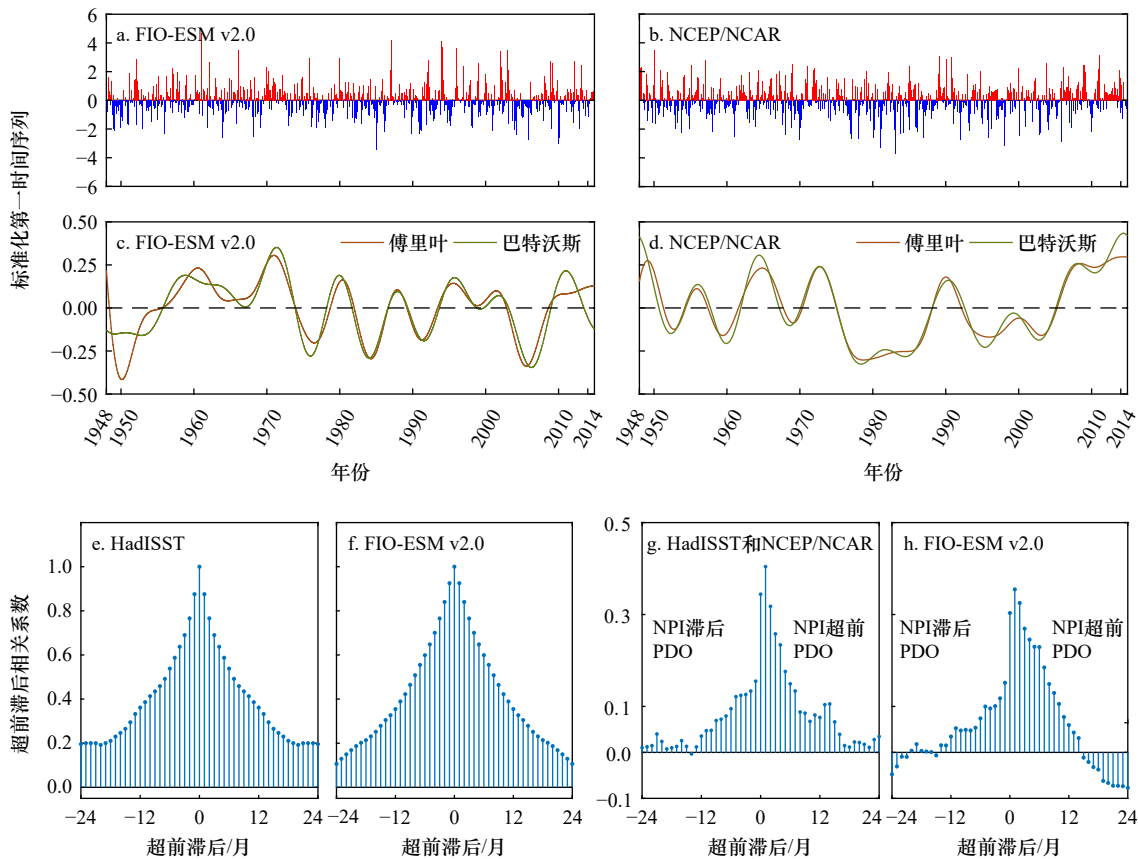 标准化第一时间序列
a. FIO-ESM v2.0
6
4
2
0
−2
−4
−6
b. NCEP/NCAR
c. FIO-ESM v2.0
傅里叶
巴特沃斯
0.50
0.25
0.00
−0.25
−0.50
1948
1950
1960
1970
1980
1990
2000
2010
2014
年份
d. NCEP/NCAR
傅里叶
巴特沃斯
1948
1950
1960
1970
1980
1990
2000
2010
2014
年份
超前滞后相关系数
e. HadISST
1.0
0.8
0.6
0.4
0.2
0.0
−24
−12
0
12
24
超前滞后/月
f. FIO-ESM v2.0
−24
−12
0
12
24
超前滞后/月
g. HadISST和NCEP/NCAR
0.5
0.3
0.1
0.0
−0.1
NPI滞后
PDO
NPI超前
PDO
−24
−12
0
12
24
超前滞后/月
h. FIO-ESM v2.0
NPI滞后
PDO
NPI超前
PDO
−24
−12
0
12
24
超前滞后/月